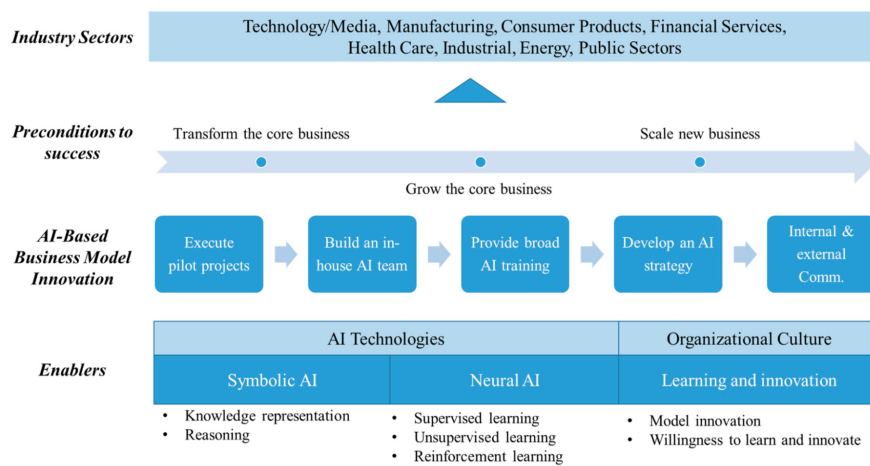 Industry Sectors
Technology/Media, Manufacturing, Consumer Products, Financial Services,
Health Care, Industrial, Energy, Public Sectors
Preconditions to
success
Transform the core business
Scale new business
Grow the core business
AI-Based
Business Model
Innovation
Execute
pilot projects
Build an in-
house AI team
Provide broad
AI training
Develop an AI
strategy
Internal &
external
Comm.
Enablers
AI Technologies
Organizational Culture
Symbolic AI
Neural AI
Learning and innovation
• Knowledge representation
• Reasoning
• Supervised learning
• Unsupervised learning
• Reinforcement learning
• Model innovation
• Willingness to learn and innovate